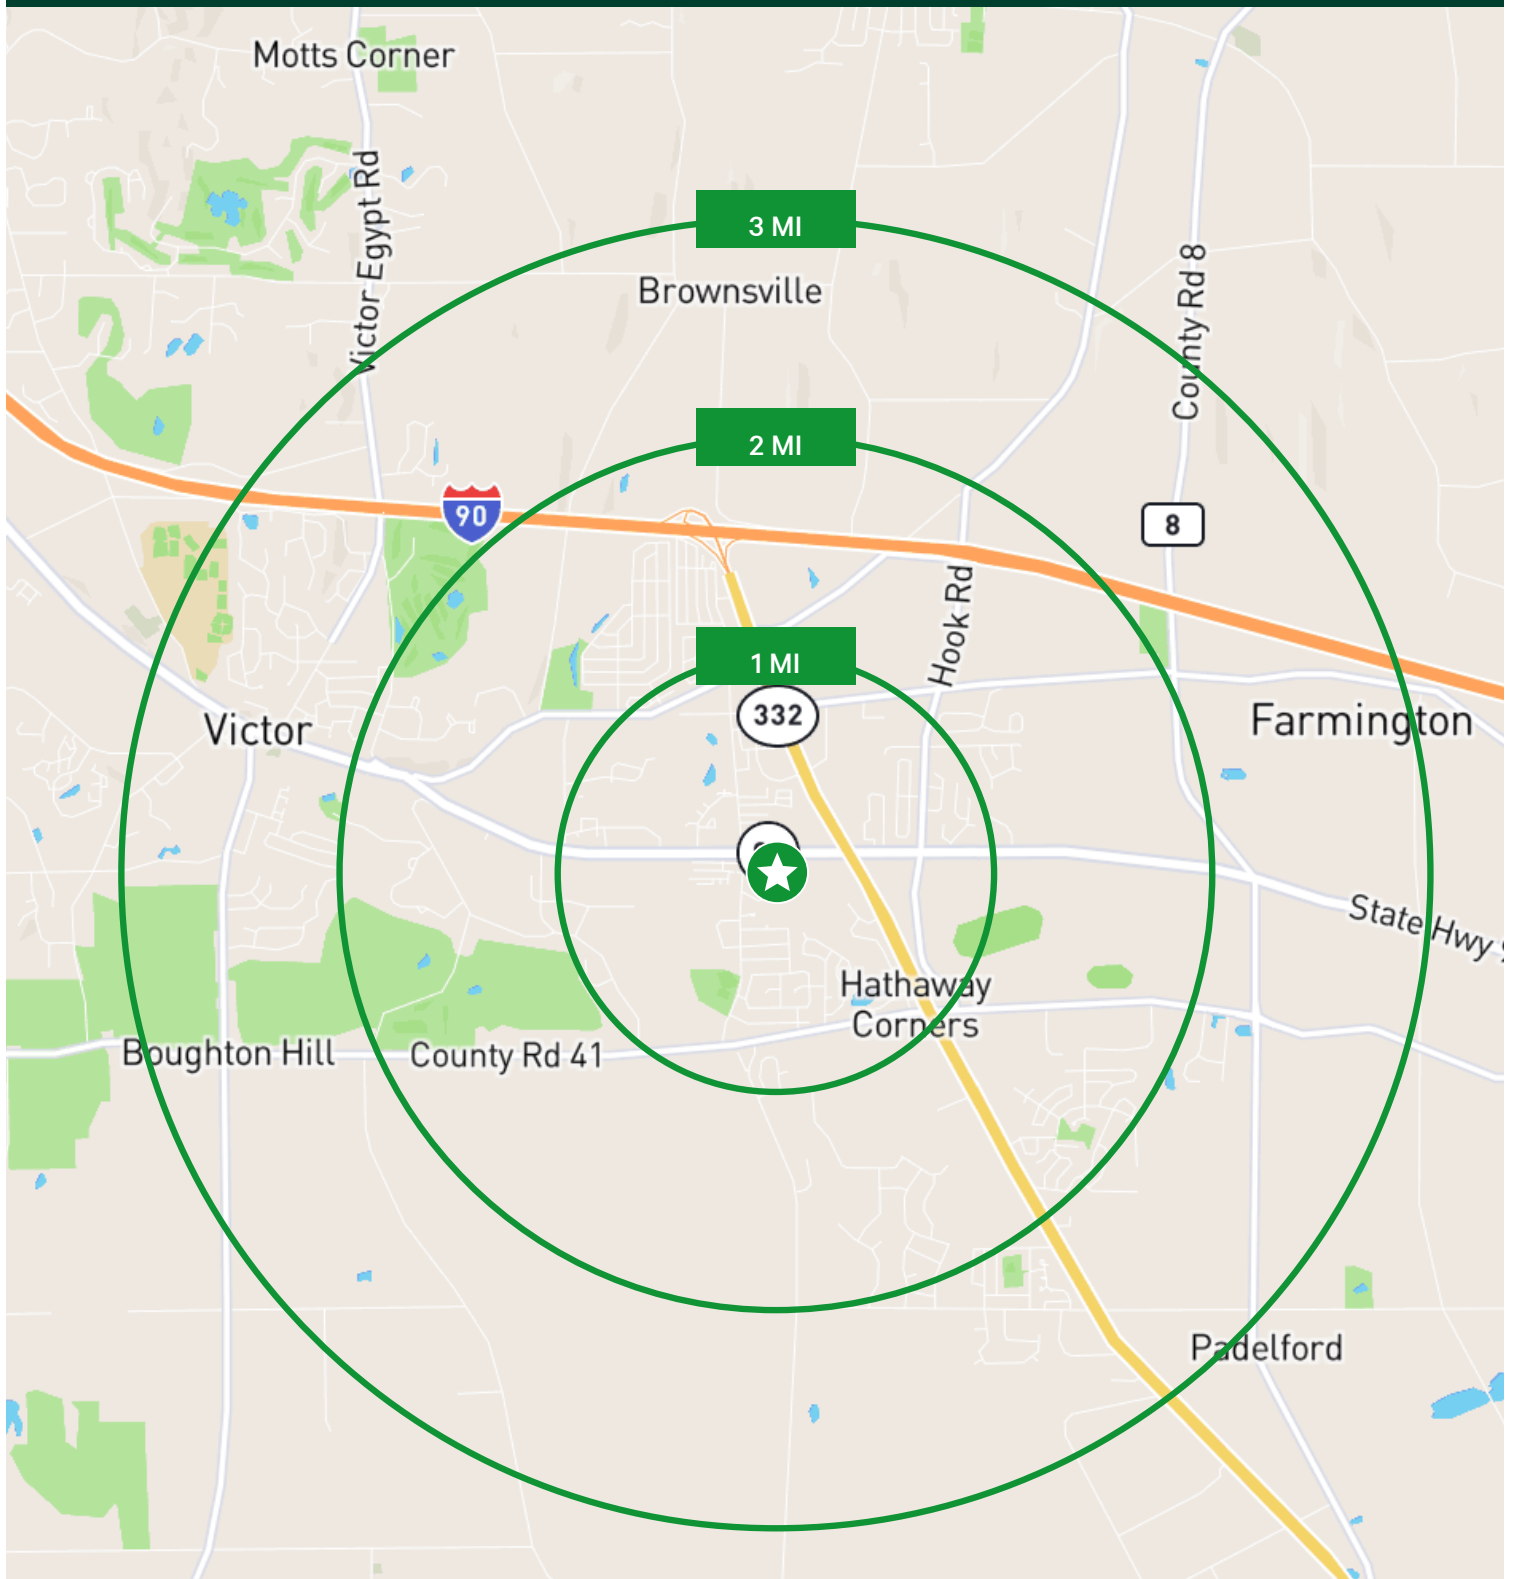 Motts Corner
Victor Egypt Rd
3 MI
Brownsville
County Rd 8
2 MI
90
8
Hook Rd
1 MI
332
Victor
Farmington
State Hwy
Hathaway
Corners
Boughton Hill
County Rd 41
Padelford